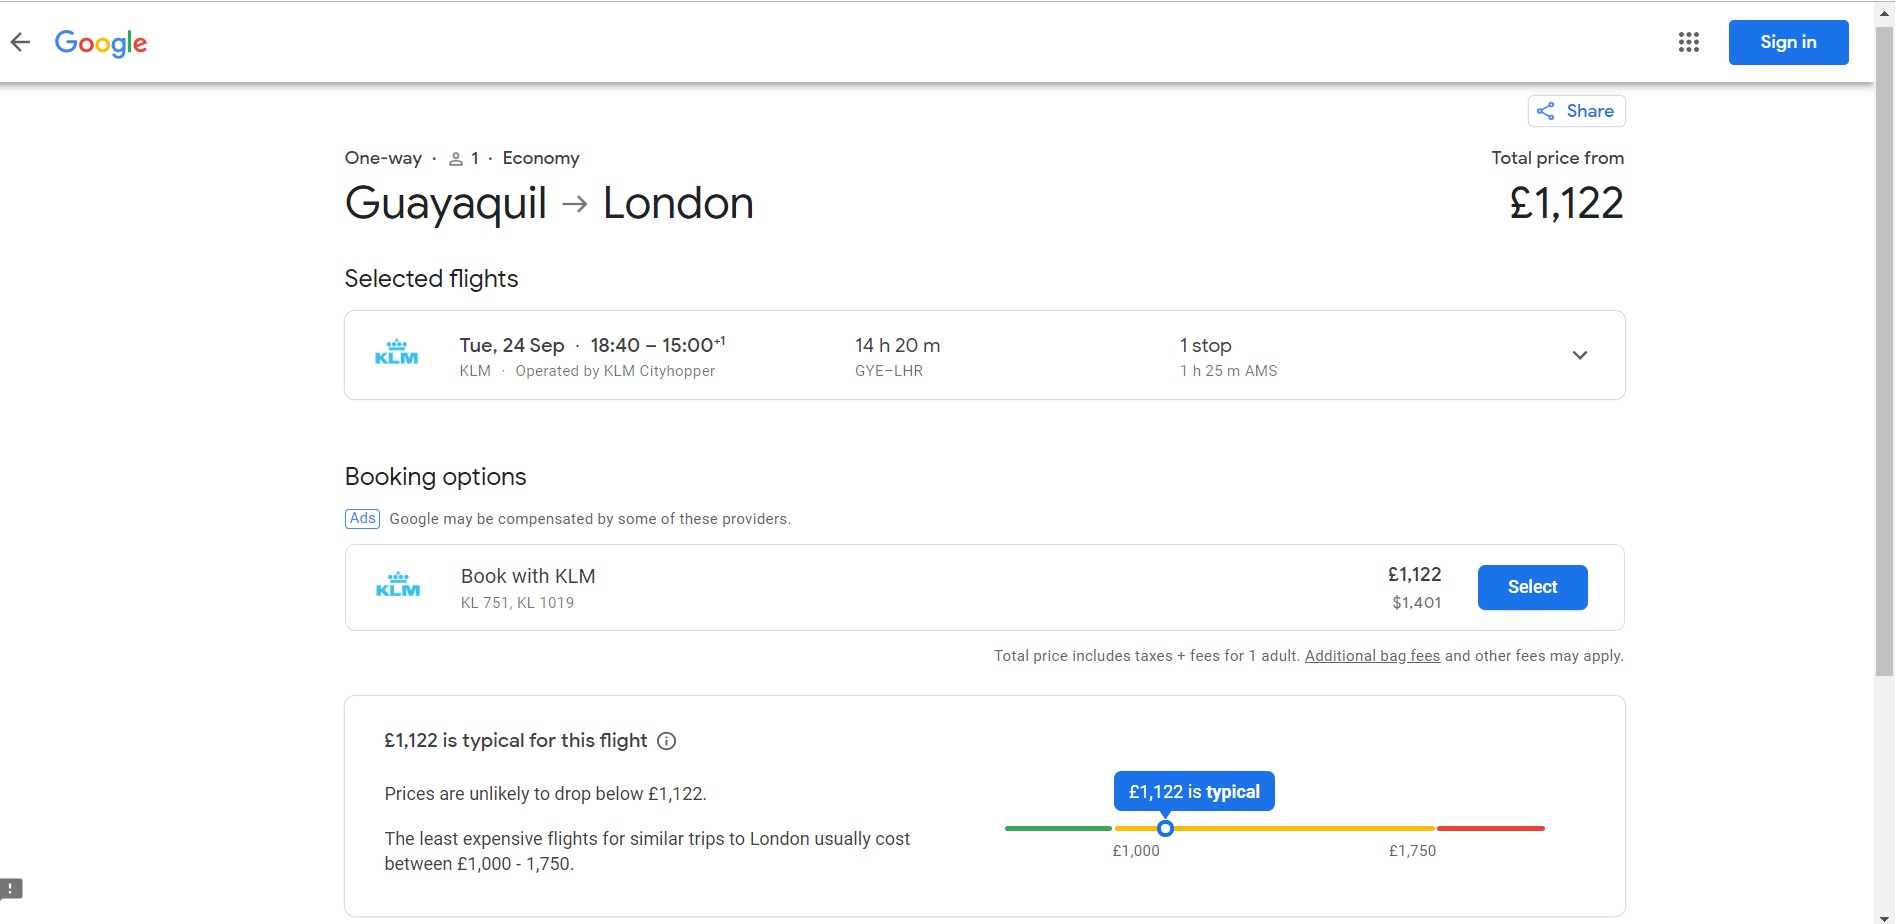 Google
Sign in
Share
One-way · 1 · Economy
Total price from
Guayaquil → London
£1,122
Selected flights
KLM
Tue, 24 Sep · 18:40 – 15:00+1
14 h 20 m
1 stop
KLM · Operated by KLM Cityhopper
GYE–LHR
1 h 25 m AMS
Booking options
Ads Google may be compensated by some of these providers.
KLM
Book with KLM
£1,122
Select
KL 751, KL 1019
$1,401
Total price includes taxes + fees for 1 adult. Additional bag fees and other fees may apply.
£1,122 is typical for this flight
Prices are unlikely to drop below £1,122.
£1,122 is typical
The least expensive flights for similar trips to London usually cost
between £1,000 - 1,750.
£1,000
£1,750